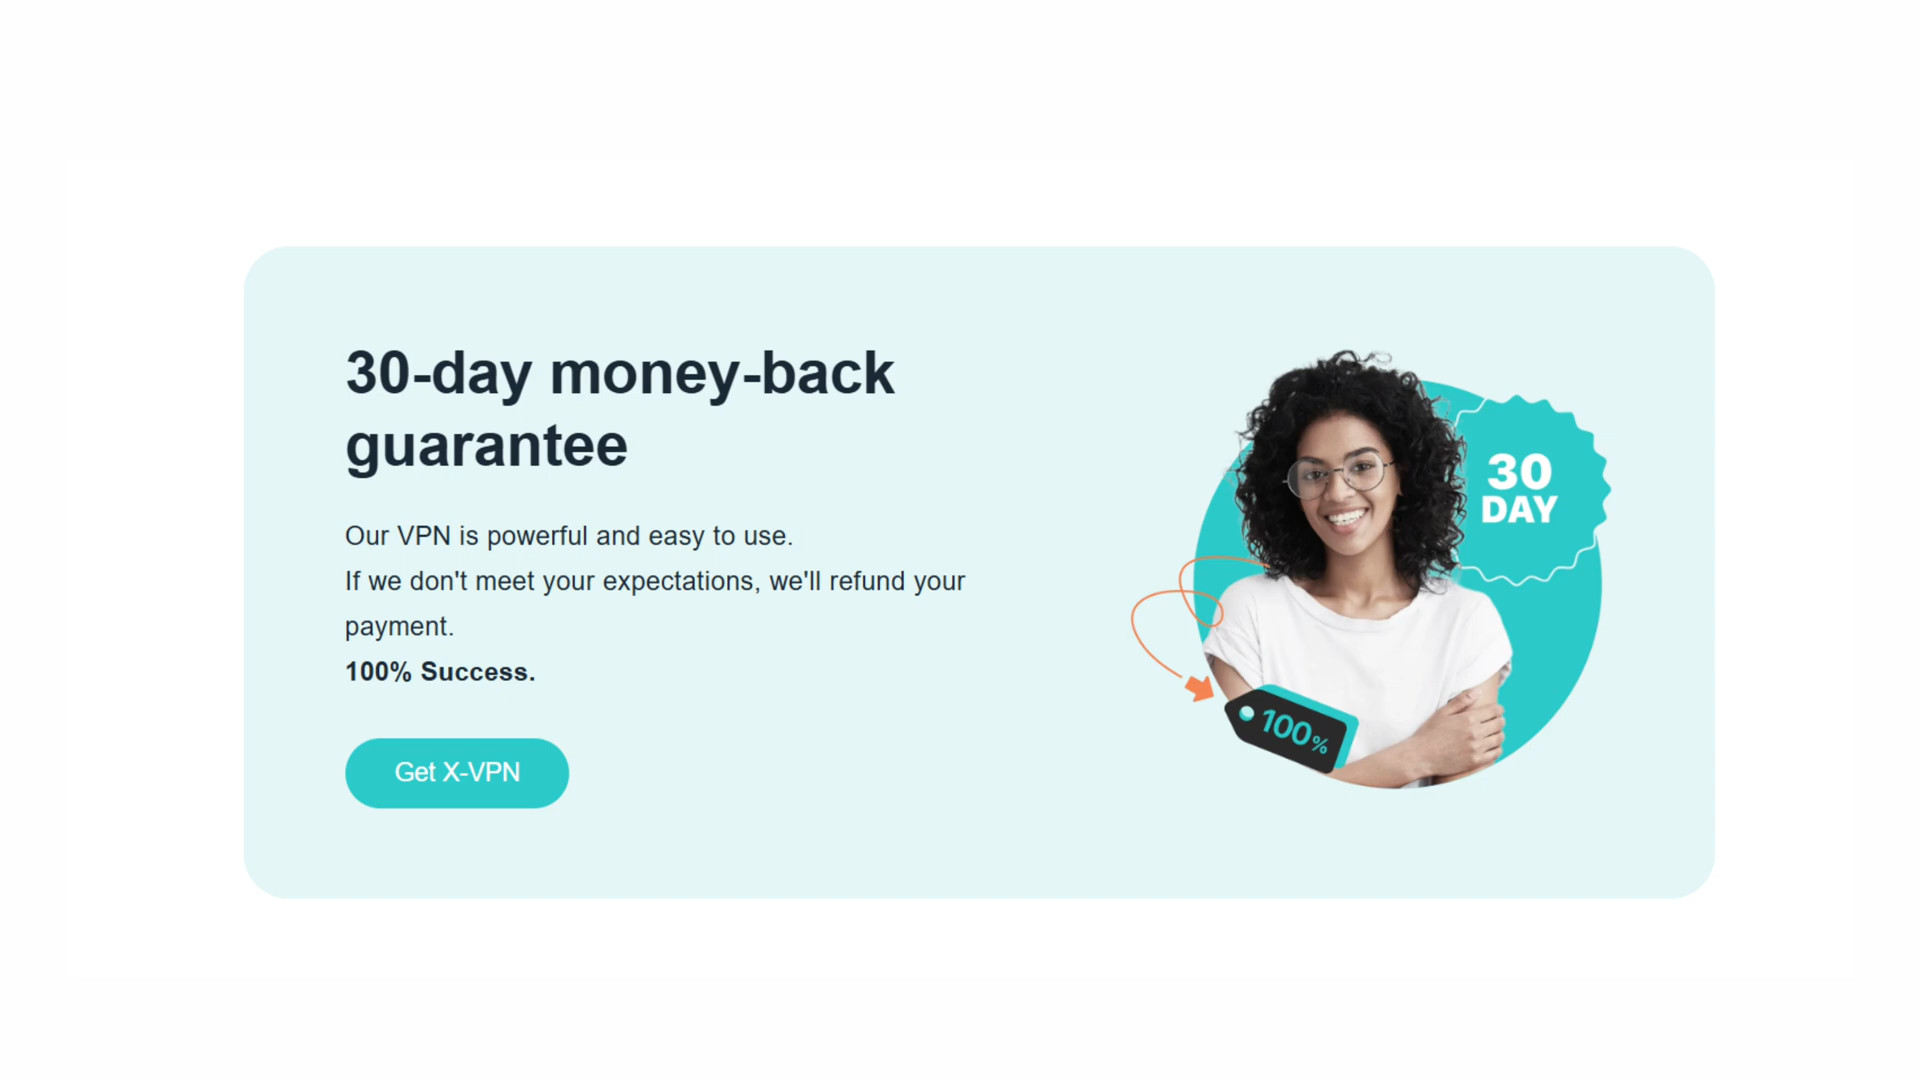 30-day money-back
guarantee
Our VPN is powerful and easy to use.
If we don't meet your expectations, we'll refund your
payment.
100% Success.
Get X-VPN
30
DAY
100%